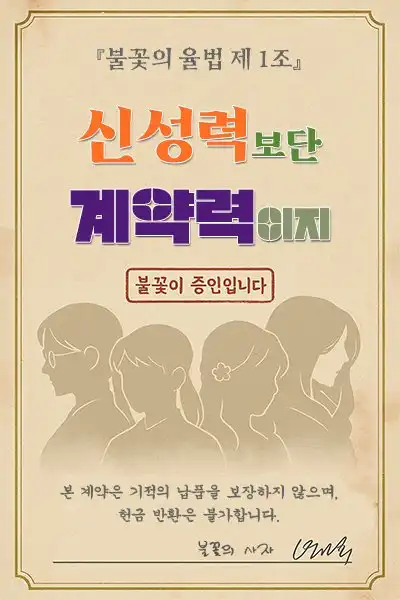 『불꽃의 율법 제 1조』
신성력보단
계약력이지
불꽃이 증인입니다
본 계약은 기적의 납품을 보장하지 않으며,
헌금 반환은 불가합니다.
불꽃의 사자